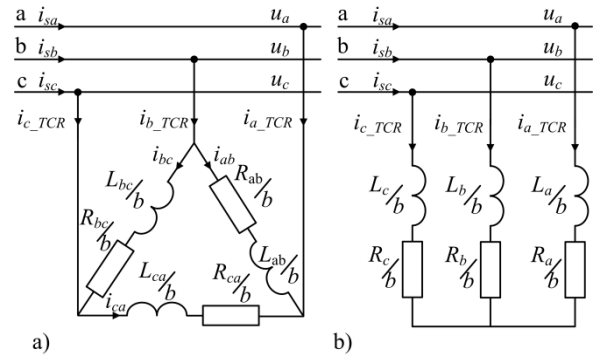 a i_sa u_a
b i_sb u_b
c i_sc u_c
i_c_TCR i_b_TCR i_a_TCR
i_bc i_ab
L_bc/b R_ab/b
R_bc/b L_ab/b
L_ca/b R_ca/b
i_ca
a)
a i_sa u_a
b i_sb u_b
c i_sc u_c
i_c_TCR i_b_TCR i_a_TCR
L_c/b L_b/b L_a/b
R_c/b R_b/b R_a/b
b)